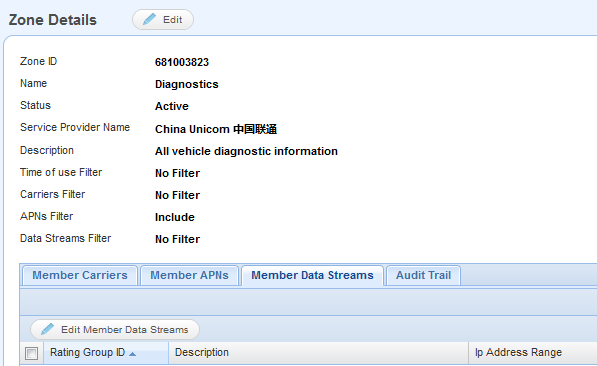 Zone Details Edit
Zone ID 681003823
Name Diagnostics
Status Active
Service Provider Name China Unicom 中国联通
Description All vehicle diagnostic information
Time of use Filter No Filter
Carriers Filter No Filter
APNs Filter Include
Data Streams Filter No Filter
Member Carriers Member APNs Member Data Streams Audit Trail
Edit Member Data Streams
Rating Group ID Description Ip Address Range